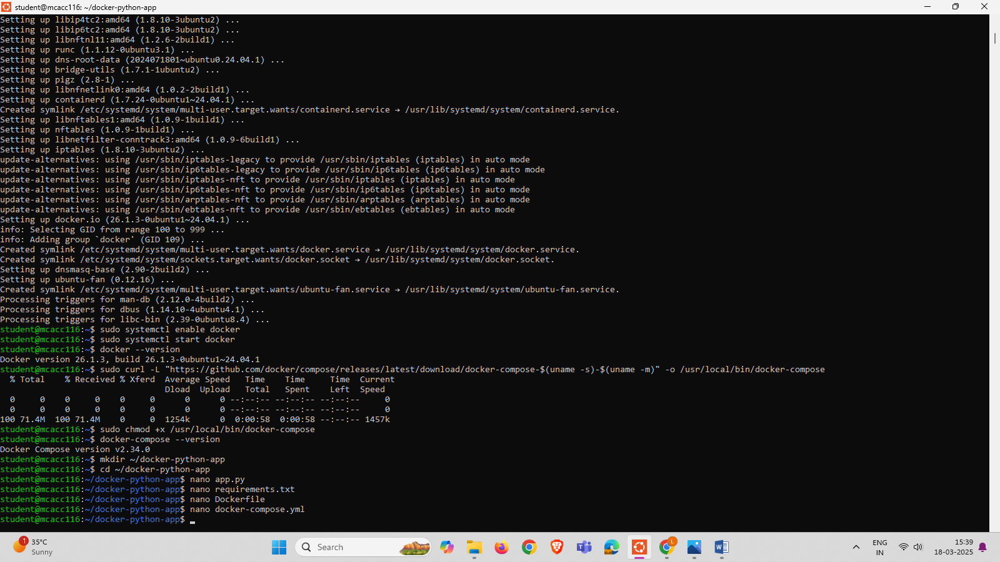 student@mcacc116: ~/docker-python-app
Setting up libip4tc2:amd64 (1.8.10-3ubuntu2) ...
Setting up libip6tc2:amd64 (1.8.10-3ubuntu2) ...
Setting up libnftnl11:amd64 (1.2.6-2build1) ...
Setting up runc (1.1.12-0ubuntu3.1) ...
Setting up dns-root-data (2024071801~ubuntu0.24.04.1) ...
Setting up bridge-utils (1.7.1-1ubuntu2) ...
Setting up pigz (2.8-1) ...
Setting up libnfnetlink0:amd64 (1.0.2-2build1) ...
Setting up containerd (1.7.24-0ubuntu1~24.04.1) ...
Created symlink /etc/systemd/system/multi-user.target.wants/containerd.service → /usr/lib/systemd/system/containerd.service.
Setting up libnftables1:amd64 (1.0.9-1build1) ...
Setting up nftables (1.0.9-1build1) ...
Setting up libnetfilter-conntrack3:amd64 (1.0.9-6build1) ...
Setting up iptables (1.8.10-3ubuntu2) ...
update-alternatives: using /usr/sbin/iptables-legacy to provide /usr/sbin/iptables (iptables) in auto mode
update-alternatives: using /usr/sbin/ip6tables-legacy to provide /usr/sbin/ip6tables (ip6tables) in auto mode
update-alternatives: using /usr/sbin/iptables-nft to provide /usr/sbin/iptables (iptables) in auto mode
update-alternatives: using /usr/sbin/ip6tables-nft to provide /usr/sbin/ip6tables (ip6tables) in auto mode
update-alternatives: using /usr/sbin/arptables-nft to provide /usr/sbin/arptables (arptables) in auto mode
update-alternatives: using /usr/sbin/ebtables-nft to provide /usr/sbin/ebtables (ebtables) in auto mode
Setting up docker.io (26.1.3-0ubuntu1~24.04.1) ...
info: Selecting GID from range 100 to 999 ...
info: Adding group `docker' (GID 109) ...
Created symlink /etc/systemd/system/multi-user.target.wants/docker.service → /usr/lib/systemd/system/docker.service.
Created symlink /etc/systemd/system/sockets.target.wants/docker.socket → /usr/lib/systemd/system/docker.socket.
Setting up dnsmasq-base (2.90-2build2) ...
Setting up ubuntu-fan (0.12.16) ...
Created symlink /etc/systemd/system/multi-user.target.wants/ubuntu-fan.service → /usr/lib/systemd/system/ubuntu-fan.service.
Processing triggers for man-db (2.12.0-4build2) ...
Processing triggers for dbus (1.14.10-4ubuntu4.1) ...
Processing triggers for libc-bin (2.39-0ubuntu8.4) ...
student@mcacc116:~$ sudo systemctl enable docker
student@mcacc116:~$ sudo systemctl start docker
student@mcacc116:~$ docker --version
Docker version 26.1.3, build 26.1.3-0ubuntu1~24.04.1
student@mcacc116:~$ sudo curl -L "https://github.com/docker/compose/releases/latest/download/docker-compose-$(uname -s)-$(uname -m)" -o /usr/local/bin/docker-compose
  % Total    % Received % Xferd  Average Speed   Time    Time     Time  Current
                                 Dload  Upload   Total   Spent    Left  Speed
  0     0    0     0    0     0      0      0 --:--:-- --:--:-- --:--:--     0
  0     0    0     0    0     0      0      0 --:--:-- --:--:-- --:--:--     0
100 71.4M  100 71.4M    0     0  1254k      0  0:00:58  0:00:58 --:--:-- 1457k
student@mcacc116:~$ sudo chmod +x /usr/local/bin/docker-compose
student@mcacc116:~$ docker-compose --version
Docker Compose version v2.34.0
student@mcacc116:~$ mkdir ~/docker-python-app
student@mcacc116:~$ cd ~/docker-python-app
student@mcacc116:~/docker-python-app$ nano app.py
student@mcacc116:~/docker-python-app$ nano requirements.txt
student@mcacc116:~/docker-python-app$ nano Dockerfile
student@mcacc116:~/docker-python-app$ nano docker-compose.yml
student@mcacc116:~/docker-python-app$
1
35°C
Sunny
Search
L
ENG
IN
15:39
18-03-2025